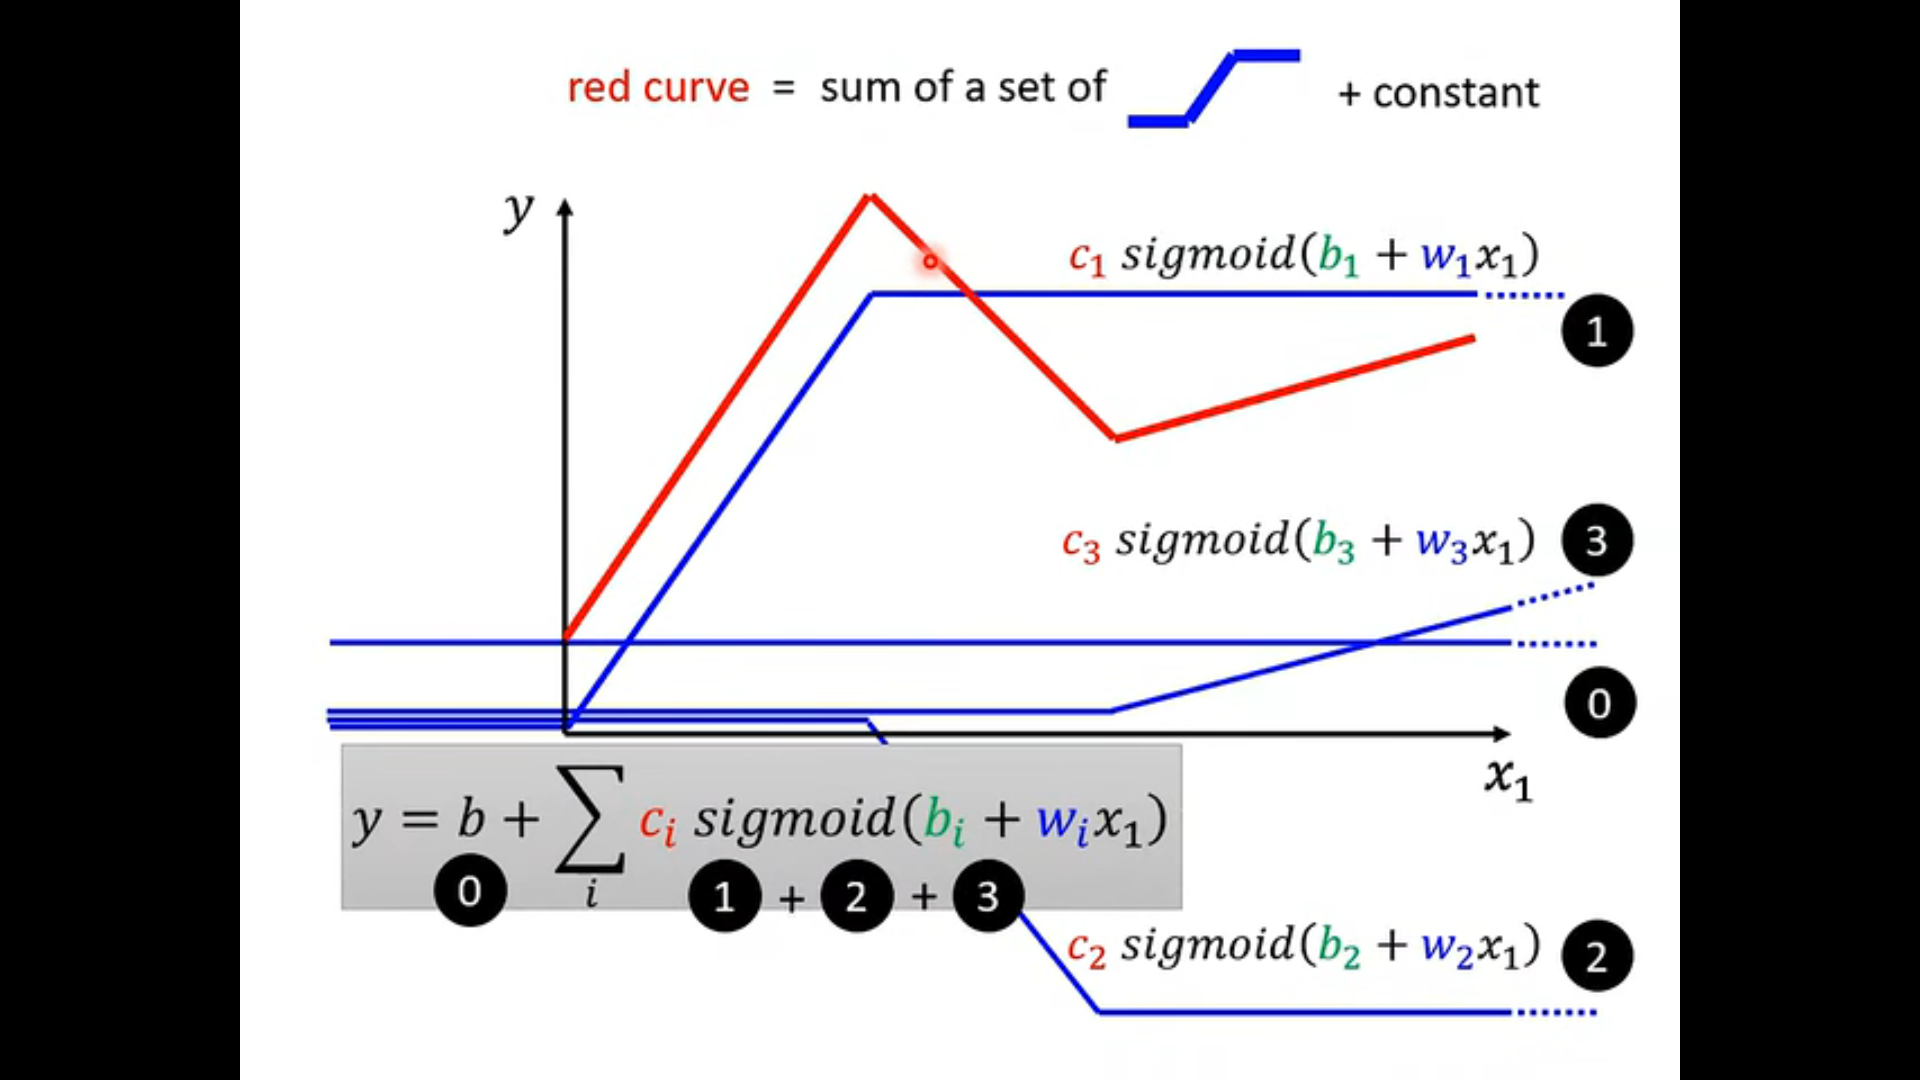 red curve = sum of a set of + constant
y
c₁ sigmoid(b₁ + w₁x₁)
1
c₃ sigmoid(b₃ + w₃x₁) 3
0
x₁
y = b + ∑ᵢ cᵢ sigmoid(bᵢ + wᵢx₁)
0 1 + 2 + 3
c₂ sigmoid(b₂ + w₂x₁) 2